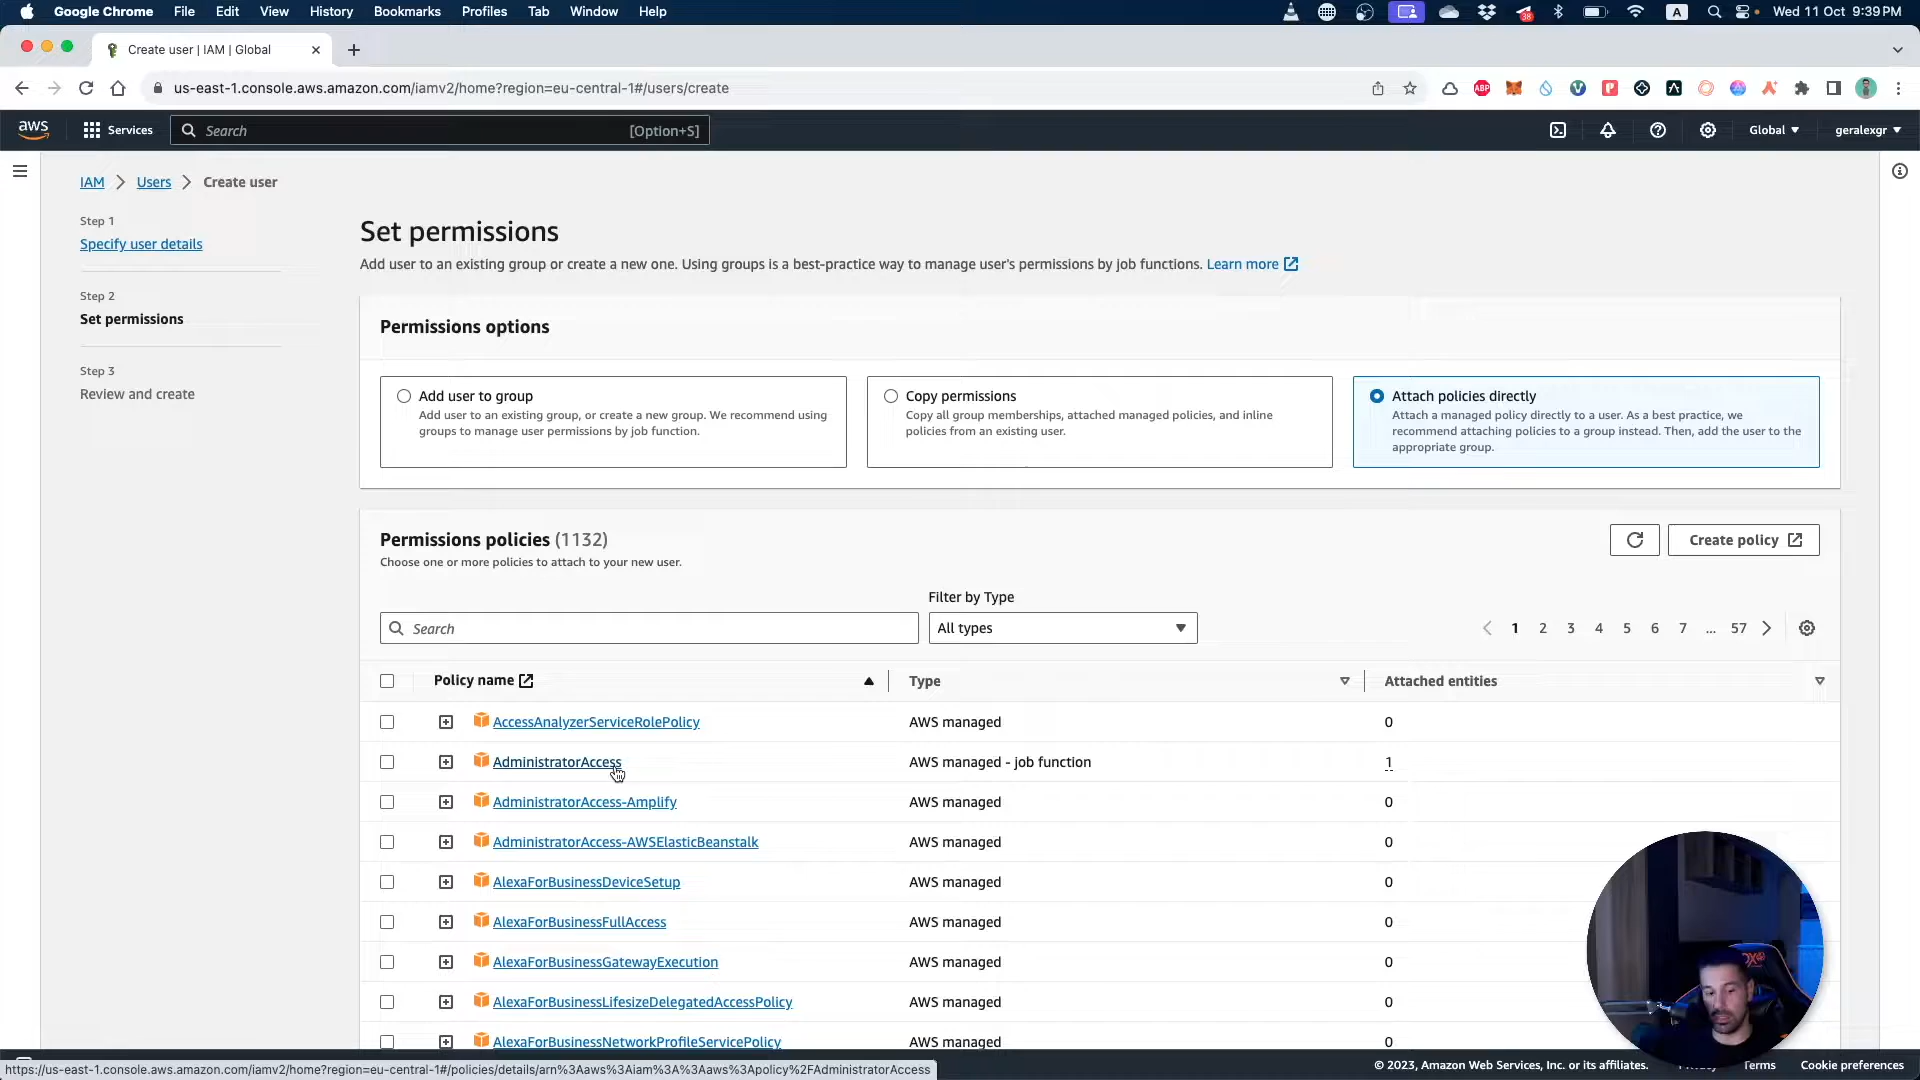 Google Chrome File Edit View History Bookmarks Profiles Tab Window Help
38 A Wed 11 Oct 9:39 PM
Create user | IAM | Global
us-east-1.console.aws.amazon.com/iamv2/home?region=eu-central-1#/users/create
ABP
aws Services Search [Option+S] Global geralexgr
IAM Users Create user
Step 1
Specify user details
Step 2
Set permissions
Step 3
Review and create
Set permissions
Add user to an existing group or create a new one. Using groups is a best-practice way to manage user's permissions by job functions. Learn more
Permissions options
Add user to group
Add user to an existing group, or create a new group. We recommend using
groups to manage user permissions by job function.
Copy permissions
Copy all group memberships, attached managed policies, and inline
policies from an existing user.
Attach policies directly
Attach a managed policy directly to a user. As a best practice, we
recommend attaching policies to a group instead. Then, add the user to the
appropriate group.
Permissions policies (1132)
Choose one or more policies to attach to your new user.
Create policy
Filter by Type
Search
All types
1 2 3 4 5 6 7 ... 57
Policy name Type Attached entities
AccessAnalyzerServiceRolePolicy AWS managed 0
AdministratorAccess AWS managed - job function 1
AdministratorAccess-Amplify AWS managed 0
AdministratorAccess-AWSElasticBeanstalk AWS managed 0
AlexaForBusinessDeviceSetup AWS managed 0
AlexaForBusinessFullAccess AWS managed 0
AlexaForBusinessGatewayExecution AWS managed 0
AlexaForBusinessLifesizeDelegatedAccessPolicy AWS managed 0
AlexaForBusinessNetworkProfileServicePolicy AWS managed 0
https://us-east-1.console.aws.amazon.com/iamv2/home?region=eu-central-1#/policies/details/arn%3Aaws%3Aiam%3A%3Aaws%3Apolicy%2FAdministratorAccess
© 2023, Amazon Web Services, Inc. or its affiliates. Terms Cookie preferences